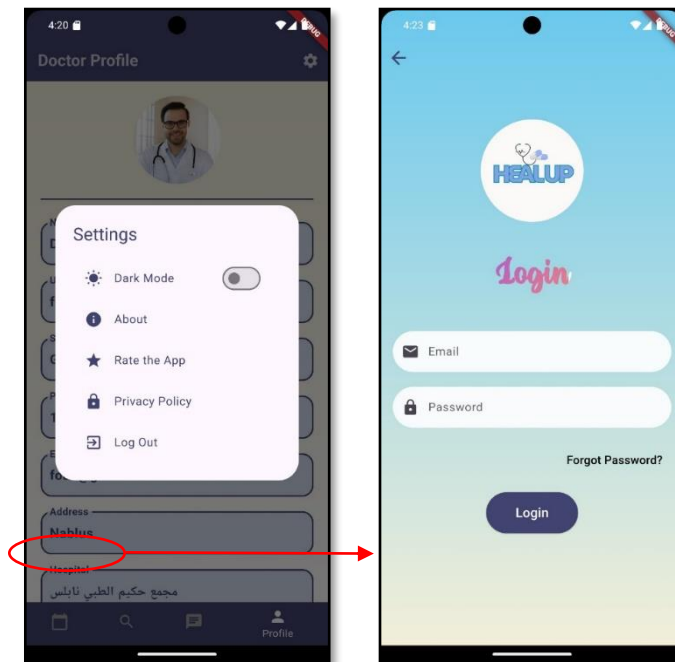 4:20
DEBUG
Doctor Profile
Settings
Dark Mode
About
Rate the App
Privacy Policy
Log Out
Address
Nablus
Hospital
مجمع حكيم الطبي نابلس
Profile
4:23
DEBUG
HEALUP
Login
Email
Password
Forgot Password?
Login